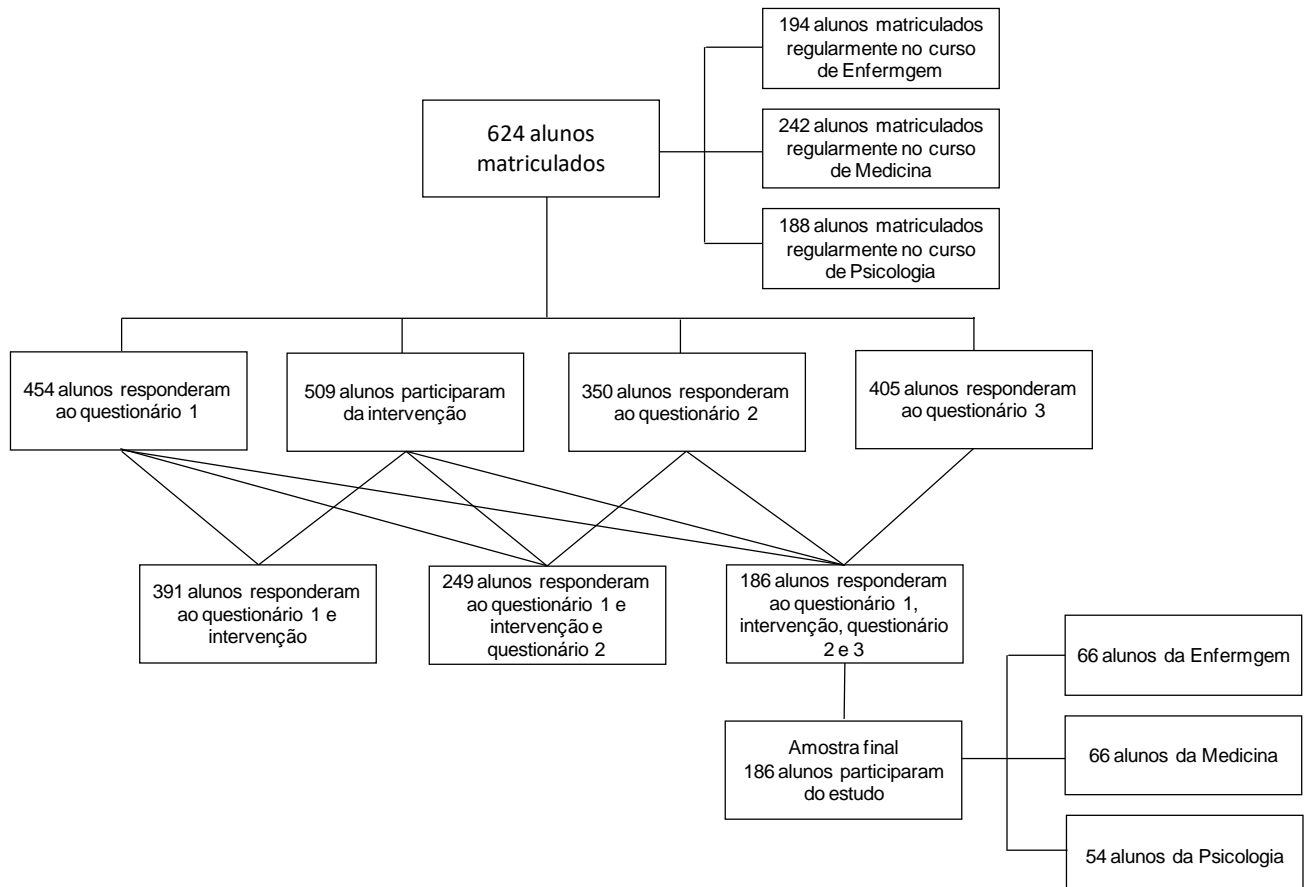 194 alunos matriculados
regularmente no curso
de Enfermgem
624 alunos
matriculados
242 alunos matriculados
regularmente no curso
de Medicina
188 alunos matriculados
regularmente no curso
de Psicologia
454 alunos responderam
ao questionário 1
509 alunos participaram
da intervenção
350 alunos responderam
ao questionário 2
405 alunos responderam
ao questionário 3
391 alunos responderam
ao questionário 1 e
intervenção
249 alunos responderam
ao questionário 1 e
intervenção e
questionário 2
186 alunos responderam
ao questionário 1,
intervenção, questionário
2 e 3
66 alunos da Enfermgem
Amostra final
186 alunos participaram
do estudo
66 alunos da Medicina
54 alunos da Psicologia